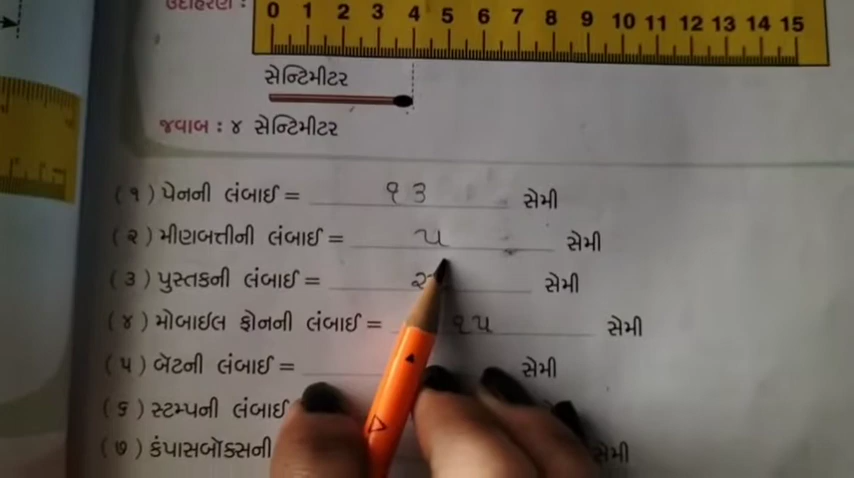 ઉદાહરણ :
0 1 2 3 4 5 6 7 8 9 10 11 12 13 14 15
સેન્ટિમીટર
જવાબ : ૪ સેન્ટિમીટર
(૧) પેનની લંબાઈ = ૧૩ સેમી
(૨) મીણબત્તીની લંબાઈ = ૫ સેમી
(૩) પુસ્તકની લંબાઈ = સેમી
(૪) મોબાઈલ ફોનની લંબાઈ = ૧૫ સેમી
(૫) બૅટની લંબાઈ = સેમી
(૬) સ્ટમ્પની લંબાઈ
(૭) કંપાસબૉક્સની સેમી